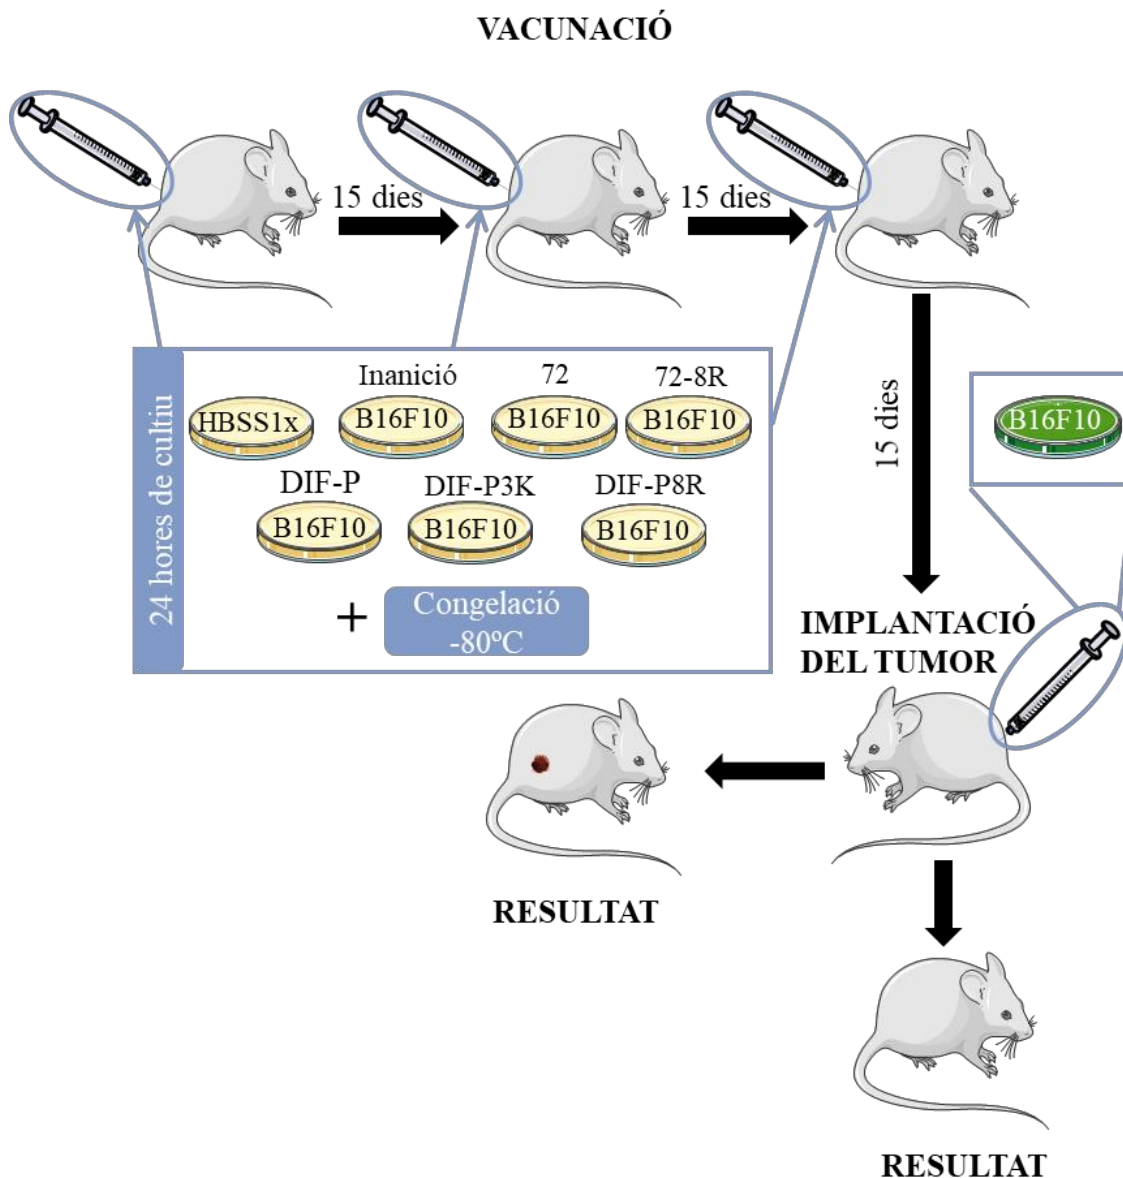 VACUNACIÓ
15 dies
15 dies
24 hores de cultiu
Inanició
72
72-8R
HBSS1x
B16F10
B16F10
B16F10
DIF-P
DIF-P3K
DIF-P8R
B16F10
B16F10
B16F10
+
Congelació
-80ºC
15 dies
B16F10
IMPLANTACIÓ
DEL TUMOR
RESULTAT
RESULTAT